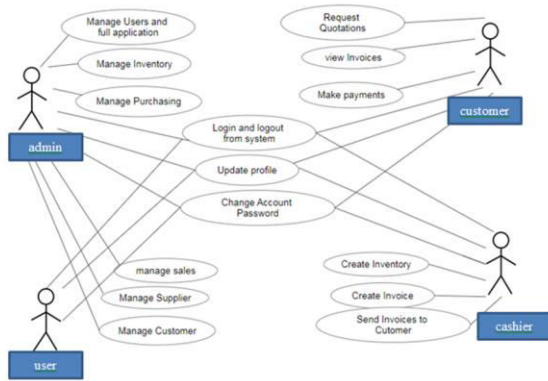 Manage Users and
full application
Request
Quotations
view Invoices
Manage Inventory
Make payments
Manage Purchasing
customer
Login and logout
from system
admin
Update profile
Change Account
Password
manage sales
Create Inventory
Manage Supplier
Create Invoice
Send Invoices to
Cutomer
Manage Customer
cashier
user